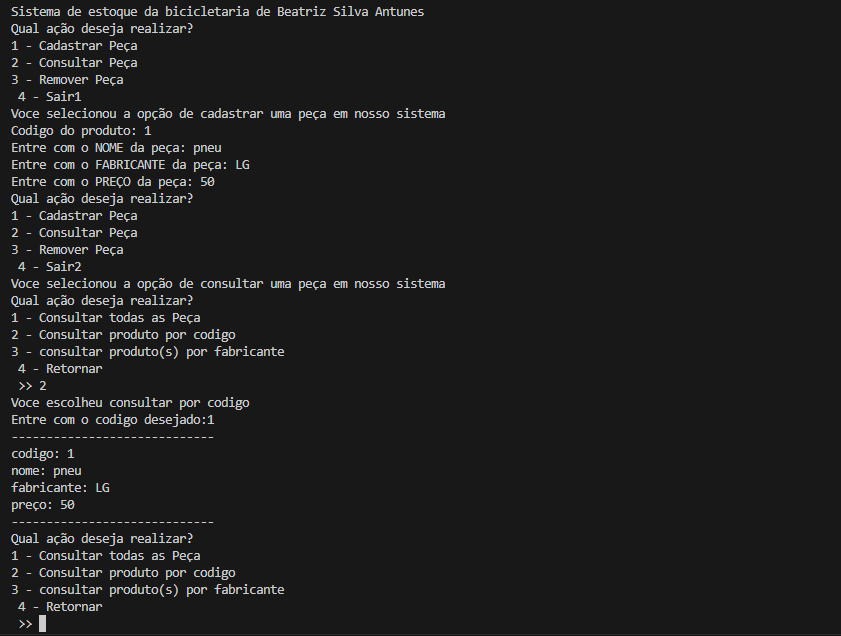 Sistema de estoque da bicicletaria de Beatriz Silva Antunes
Qual ação deseja realizar?
1 - Cadastrar Peça
2 - Consultar Peça
3 - Remover Peça
 4 - Sair1
Voce selecionou a opção de cadastrar uma peça em nosso sistema
Codigo do produto: 1
Entre com o NOME da peça: pneu
Entre com o FABRICANTE da peça: LG
Entre com o PREÇO da peça: 50
Qual ação deseja realizar?
1 - Cadastrar Peça
2 - Consultar Peça
3 - Remover Peça
 4 - Sair2
Voce selecionou a opção de consultar uma peça em nosso sistema
Qual ação deseja realizar?
1 - Consultar todas as Peça
2 - Consultar produto por codigo
3 - consultar produto(s) por fabricante
 4 - Retornar
 >> 2
Voce escolheu consultar por codigo
Entre com o codigo desejado:1
-----------------------------
codigo: 1
nome: pneu
fabricante: LG
preço: 50
-----------------------------
Qual ação deseja realizar?
1 - Consultar todas as Peça
2 - Consultar produto por codigo
3 - consultar produto(s) por fabricante
 4 - Retornar
 >>